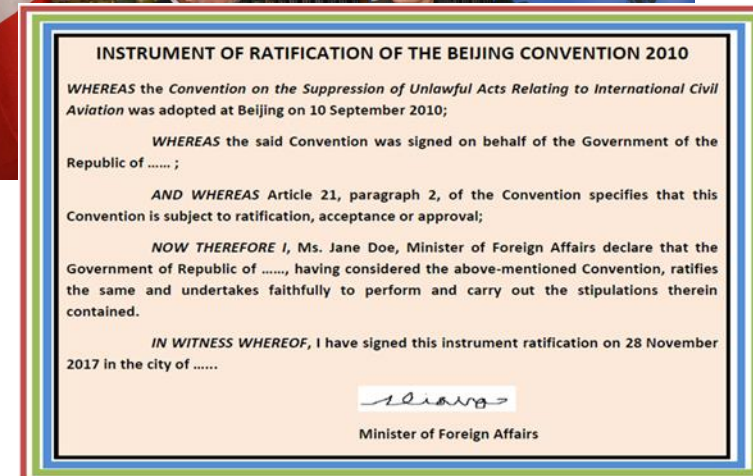 INSTRUMENT OF RATIFICATION OF THE BEIJING CONVENTION 2010
WHEREAS the Convention on the Suppression of Unlawful Acts Relating to International Civil
Aviation was adopted at Beijing on 10 September 2010;
WHEREAS the said Convention was signed on behalf of the Government of the
Republic of ...... ;
AND WHEREAS Article 21, paragraph 2, of the Convention specifies that this
Convention is subject to ratification, acceptance or approval;
NOW THEREFORE I, Ms. Jane Doe, Minister of Foreign Affairs declare that the
Government of Republic of ......, having considered the above-mentioned Convention, ratifies
the same and undertakes faithfully to perform and carry out the stipulations therein
contained.
IN WITNESS WHEREOF, I have signed this instrument ratification on 28 November
2017 in the city of ......
Minister of Foreign Affairs